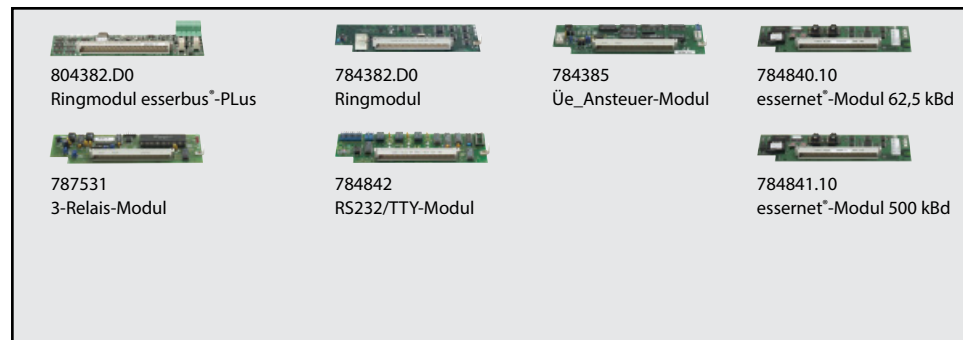 804382.D0
Ringmodul esserbus®-PLus
784382.D0
Ringmodul
784385
Üe_Ansteuer-Modul
784840.10
essernet®-Modul 62,5 kBd
787531
3-Relais-Modul
784842
RS232/TTY-Modul
784841.10
essernet®-Modul 500 kBd